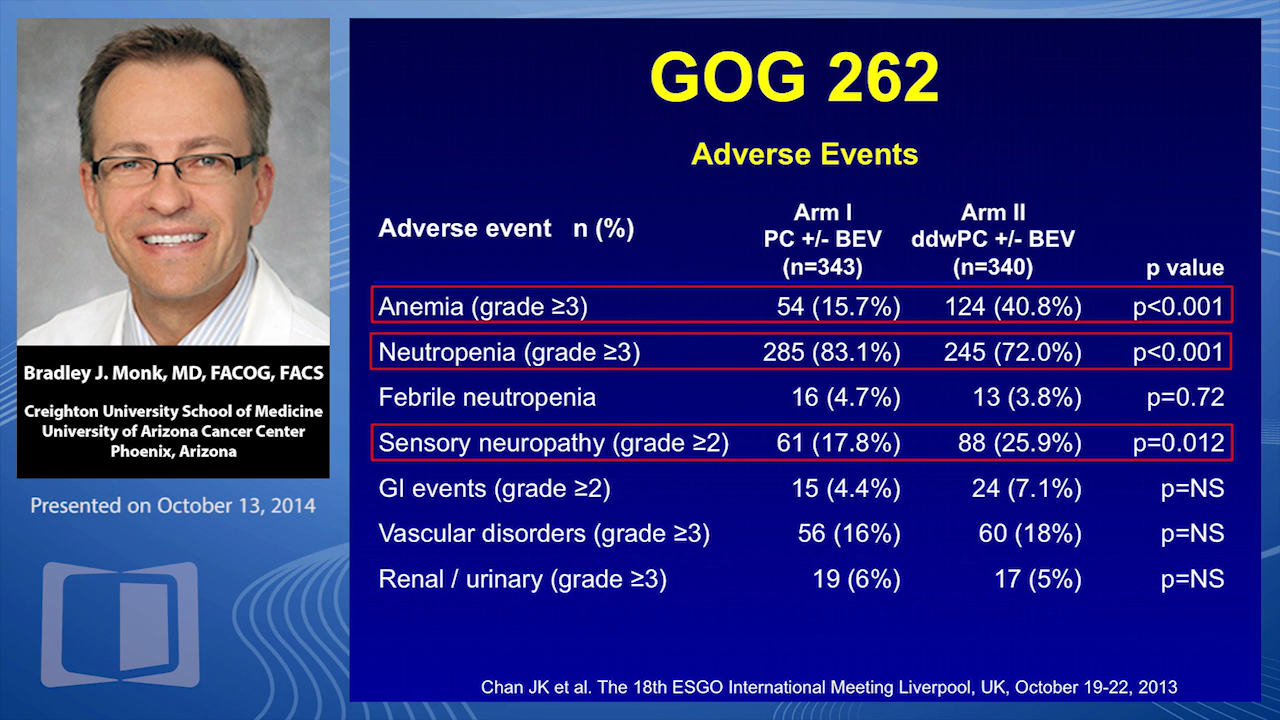 Bradley J. Monk, MD, FACOG, FACS
Creighton University School of Medicine
University of Arizona Cancer Center
Phoenix, Arizona
Presented on October 13, 2014
GOG 262
Adverse Events
Adverse event n (%) Arm I PC +/- BEV (n=343) Arm II ddwPC +/- BEV (n=340) p value
Anemia (grade ≥3) 54 (15.7%) 124 (40.8%) p<0.001
Neutropenia (grade ≥3) 285 (83.1%) 245 (72.0%) p<0.001
Febrile neutropenia 16 (4.7%) 13 (3.8%) p=0.72
Sensory neuropathy (grade ≥2) 61 (17.8%) 88 (25.9%) p=0.012
GI events (grade ≥2) 15 (4.4%) 24 (7.1%) p=NS
Vascular disorders (grade ≥3) 56 (16%) 60 (18%) p=NS
Renal / urinary (grade ≥3) 19 (6%) 17 (5%) p=NS
Chan JK et al. The 18th ESGO International Meeting Liverpool, UK, October 19-22, 2013